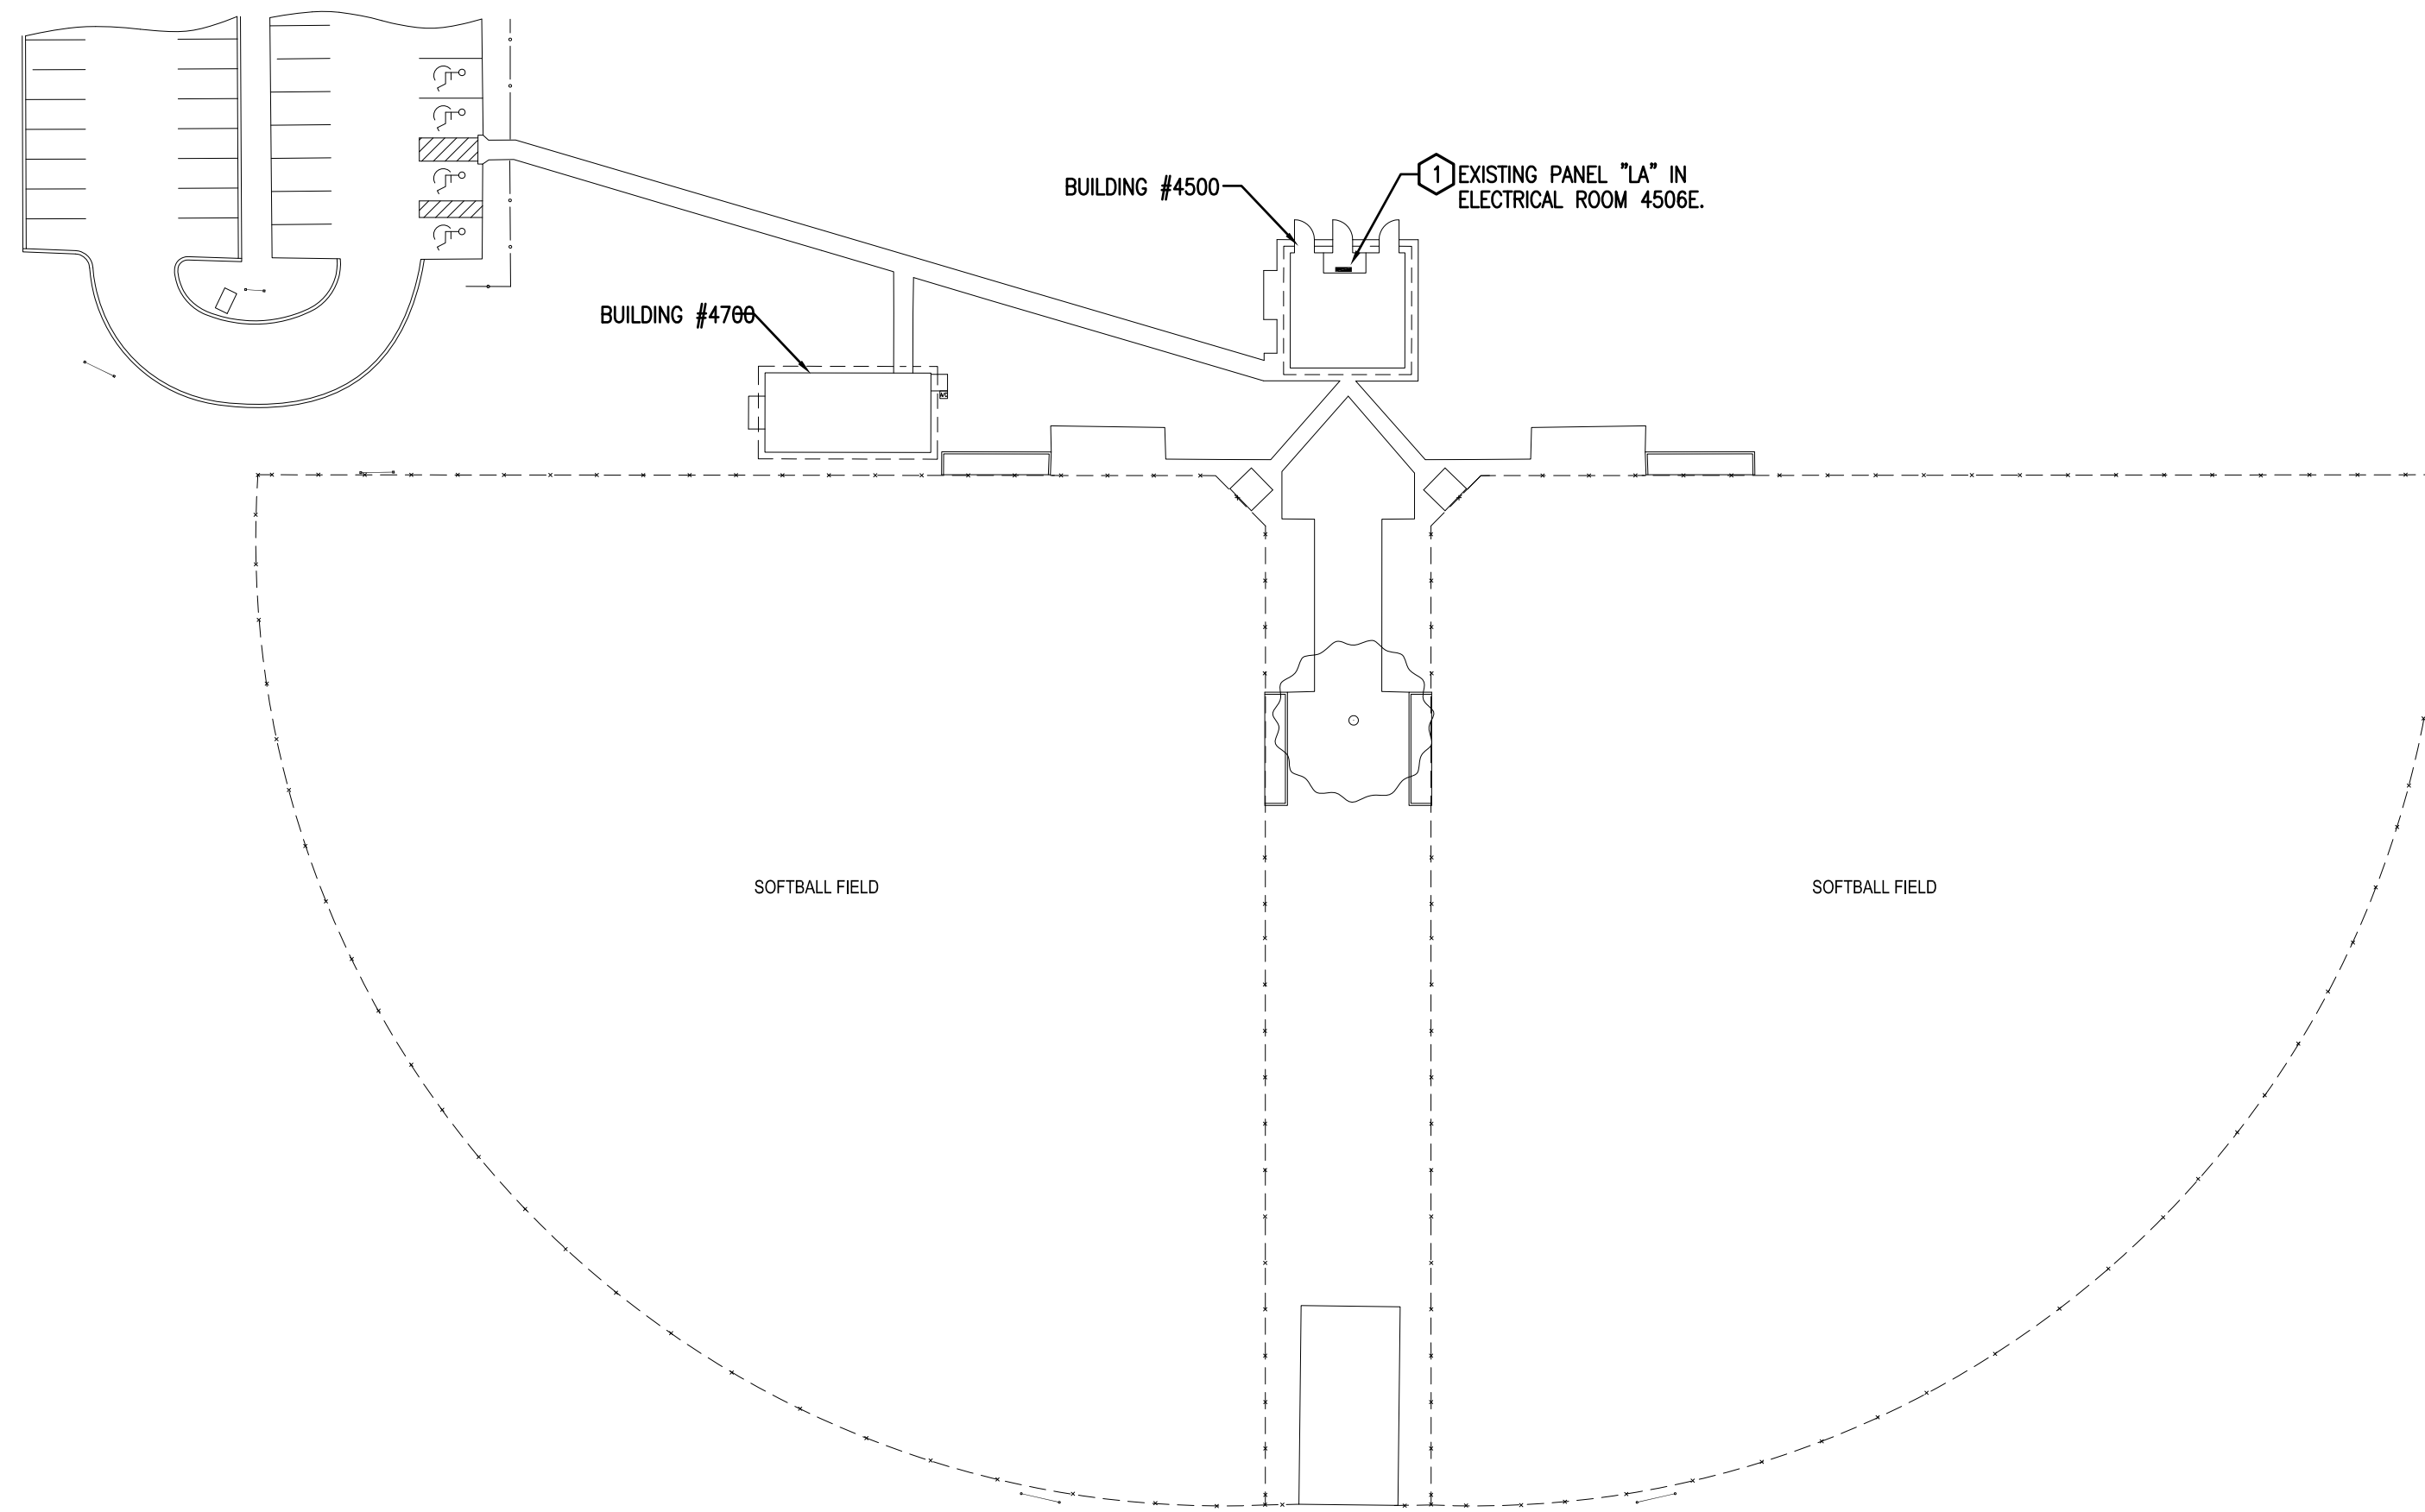 BUILDING #4500
1
EXISTING PANEL "LA" IN
ELECTRICAL ROOM 4506E.
BUILDING #4700
SOFTBALL FIELD
SOFTBALL FIELD